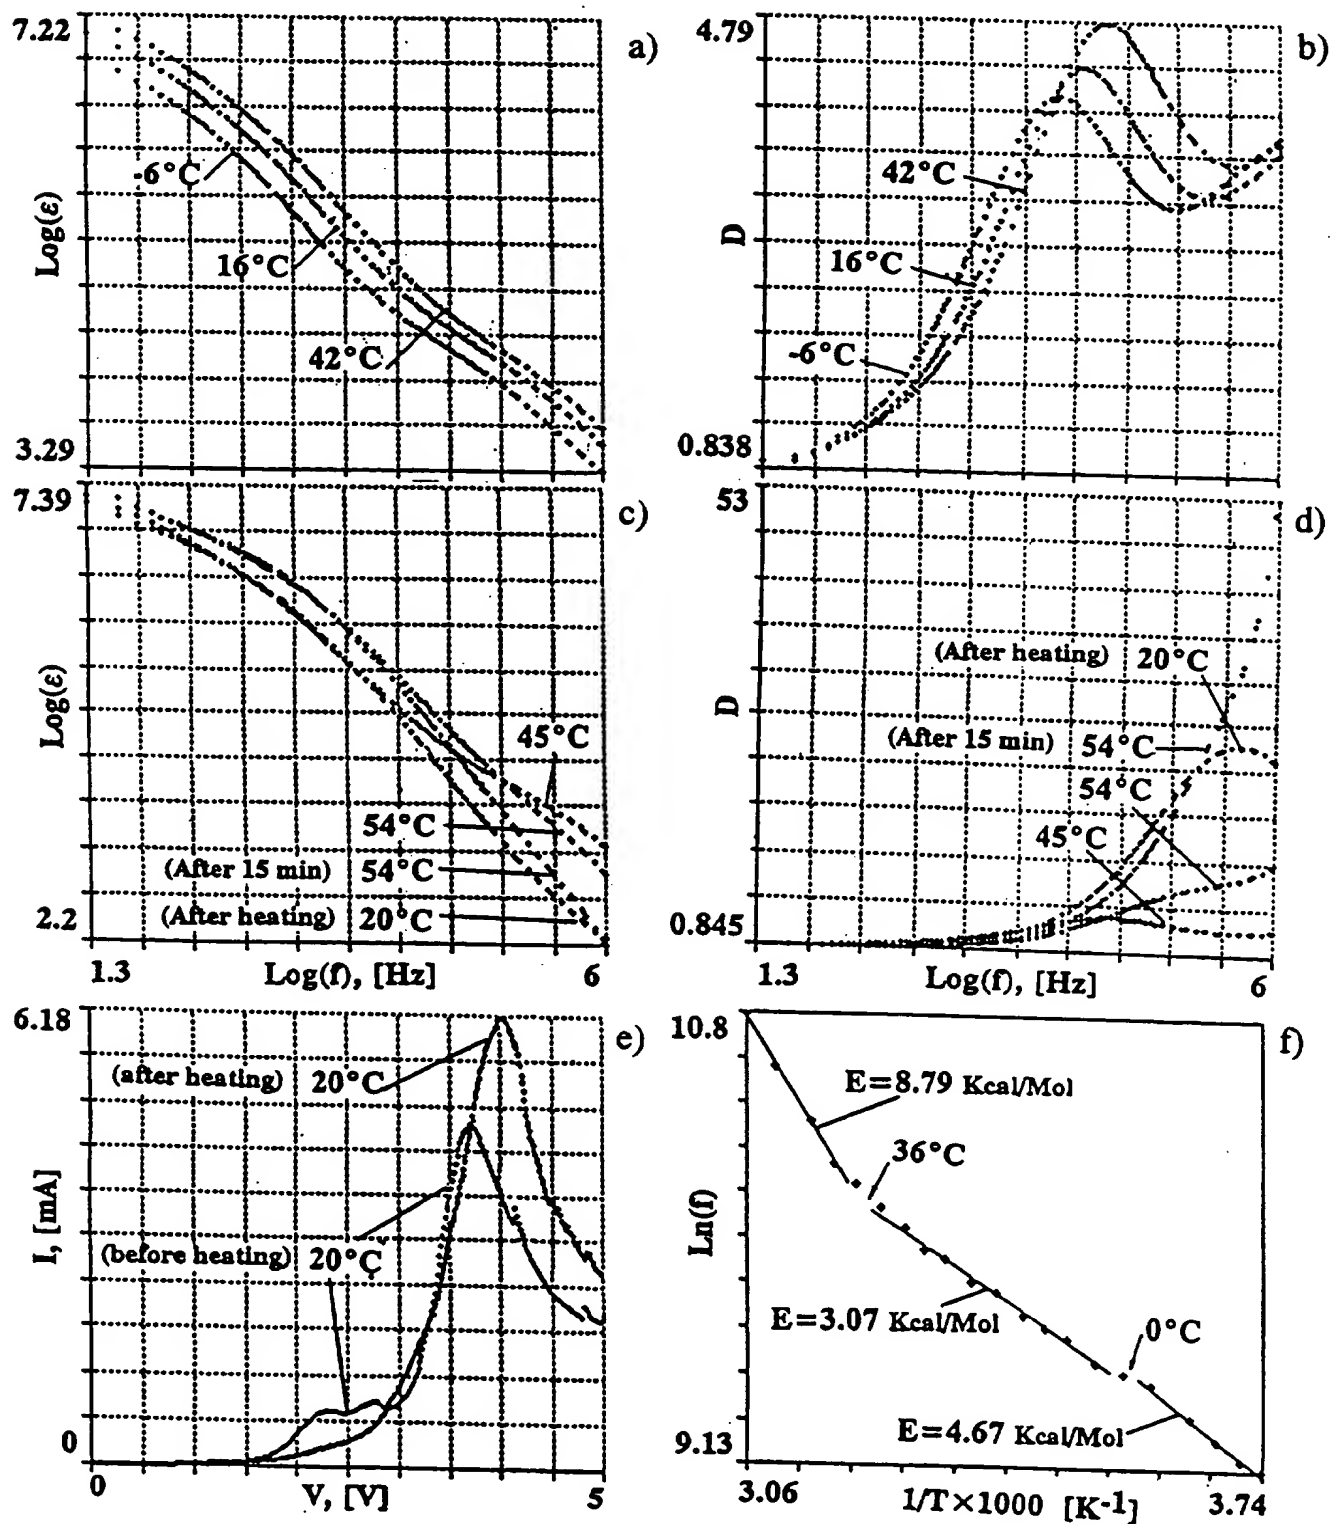 7.22
a)
-6°C
Log(ε)
16°C
42°C
3.29
4.79
b)
42°C
D
16°C
-6°C
0.838
7.39
c)
Log(ε)
45°C
54°C
(After 15 min) 54°C
(After heating) 20°C
2.2
1.3 Log(f), [Hz] 6
53
d)
(After heating) 20°C
D
(After 15 min) 54°C
54°C
45°C
0.845
1.3 Log(f), [Hz] 6
6.18
e)
(after heating) 20°C
I, [mA]
(before heating) 20°C
0
0 V, [V] 5
10.8
f)
E=8.79 Kcal/Mol
36°C
Ln(f)
E=3.07 Kcal/Mol
0°C
E=4.67 Kcal/Mol
9.13
3.06 1/T×1000 [K-1) 3.74